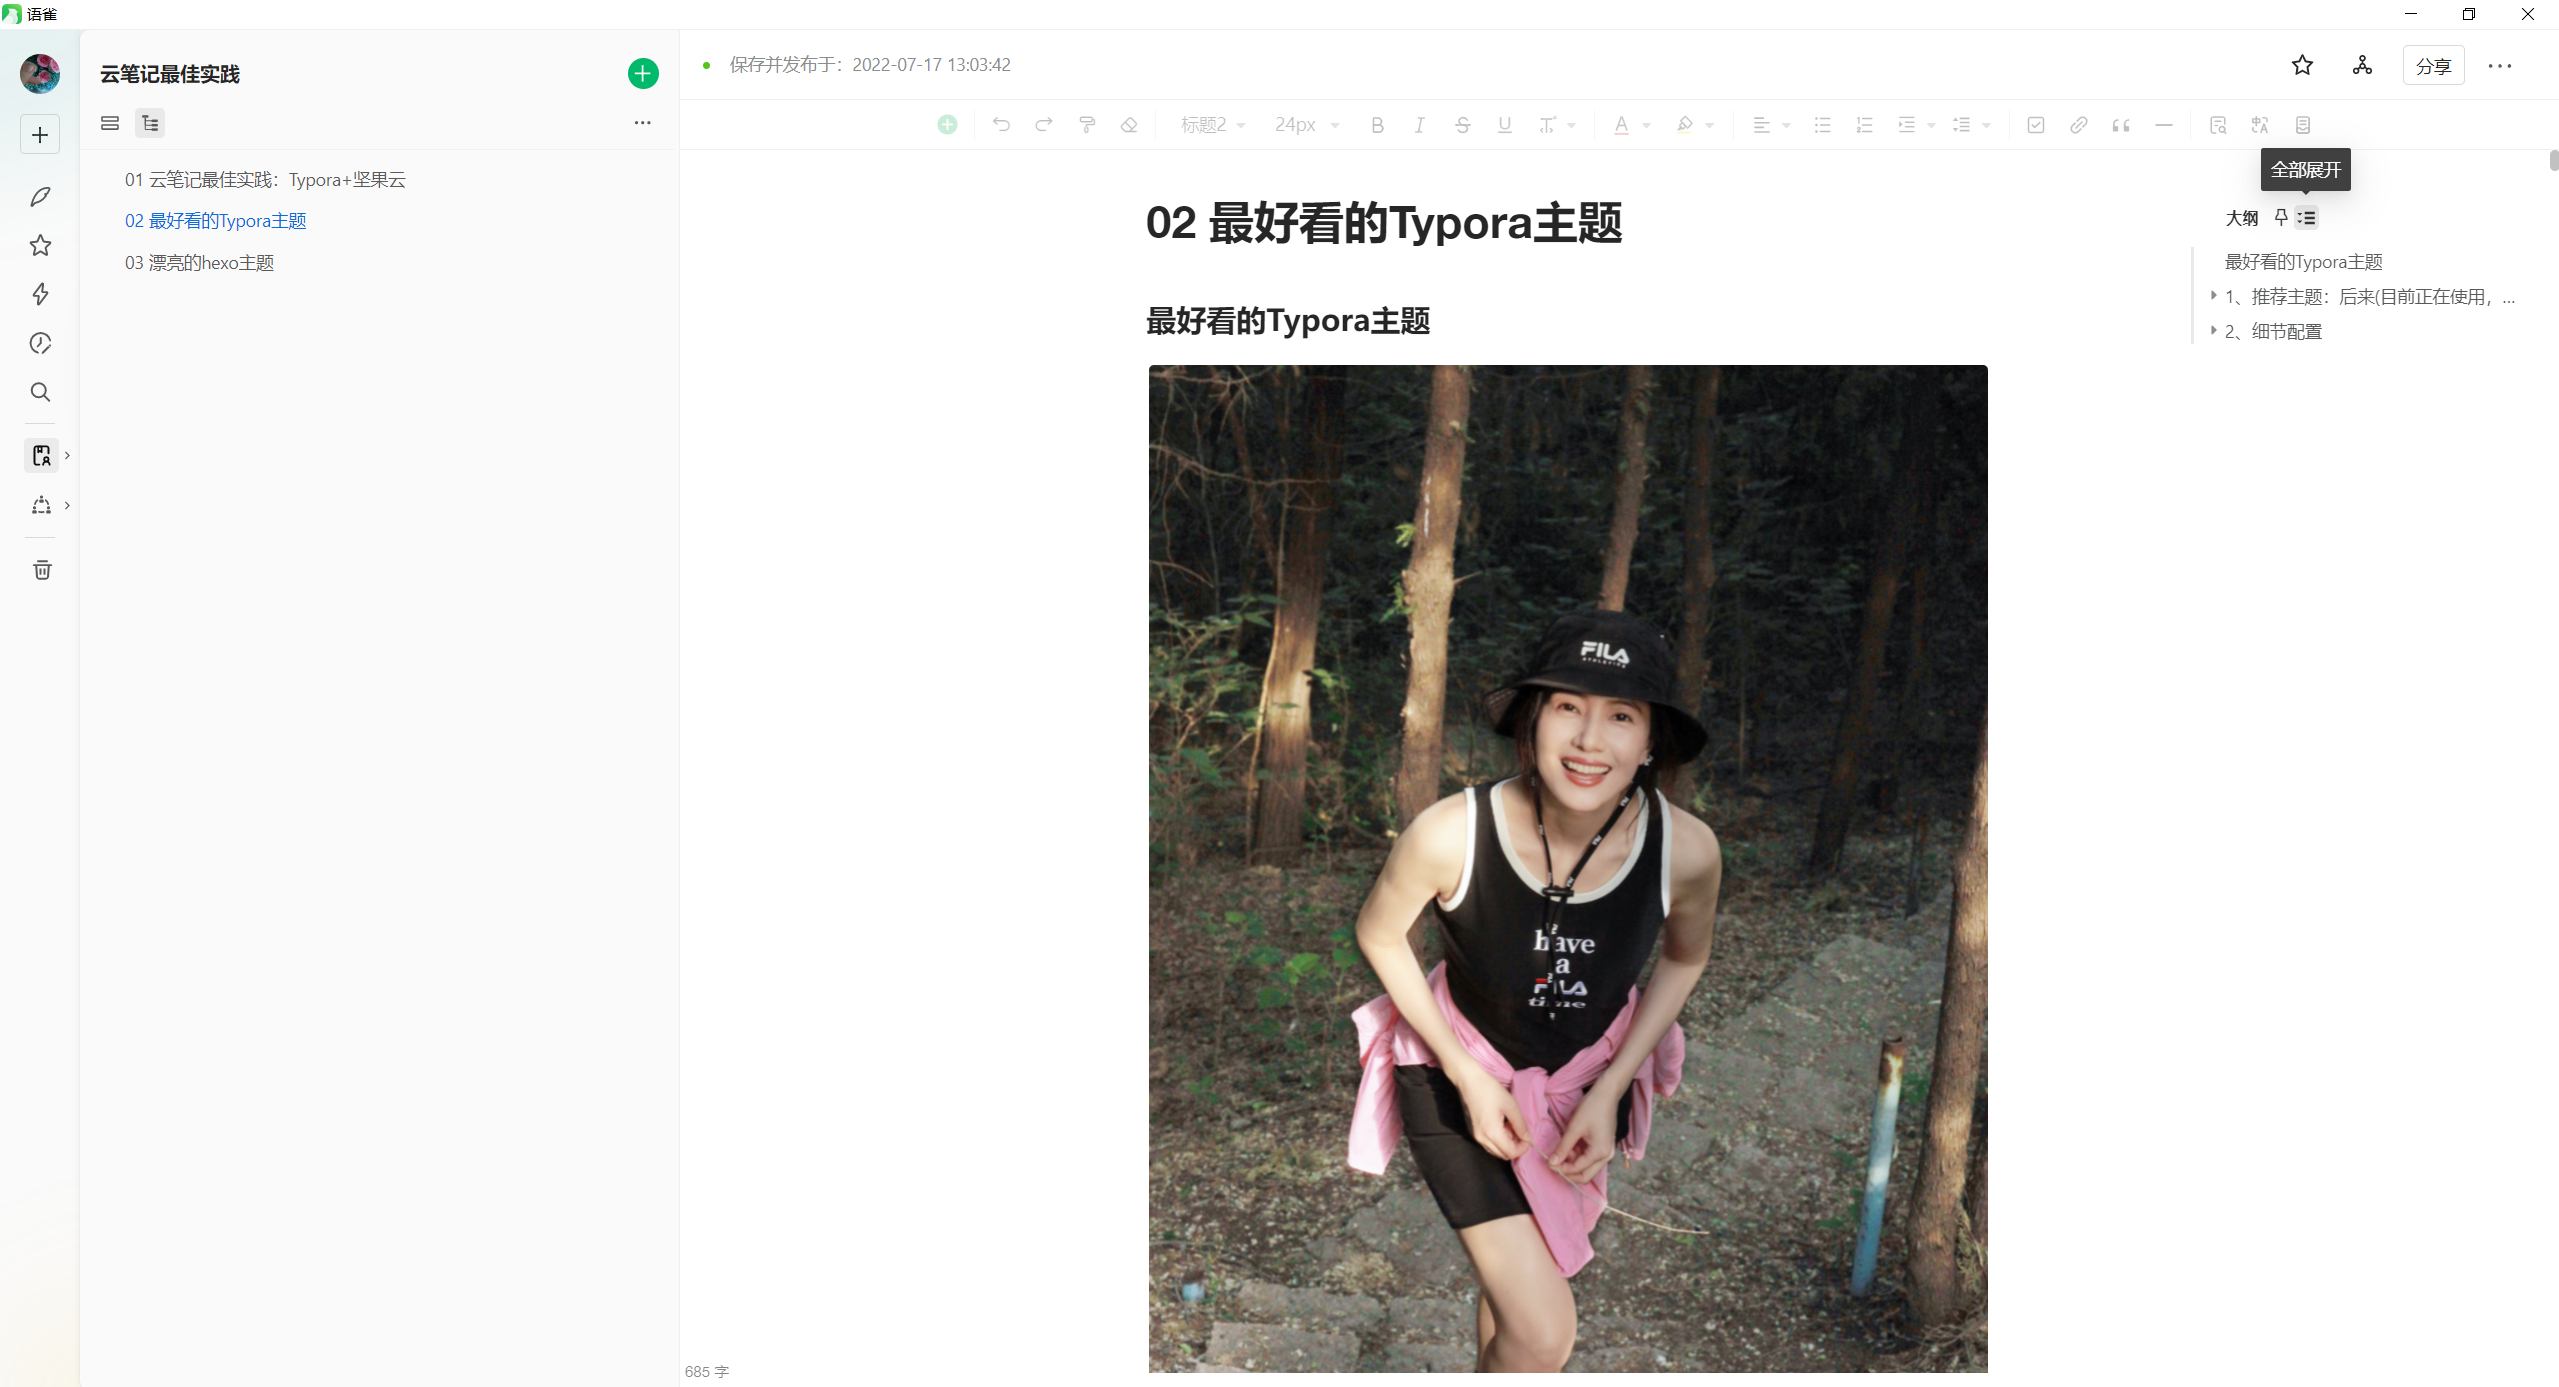 语雀
云笔记最佳实践
01 云笔记最佳实践：Typora+坚果云
02 最好看的Typora主题
03 漂亮的hexo主题
保存并发布于：2022-07-17 13:03:42
分享
标题2
24px
全部展开
02 最好看的Typora主题
大纲
最好看的Typora主题
1、推荐主题：后来(目前正在使用，...
2、细节配置
最好看的Typora主题
FILA
have
a
FILA
time
685 字